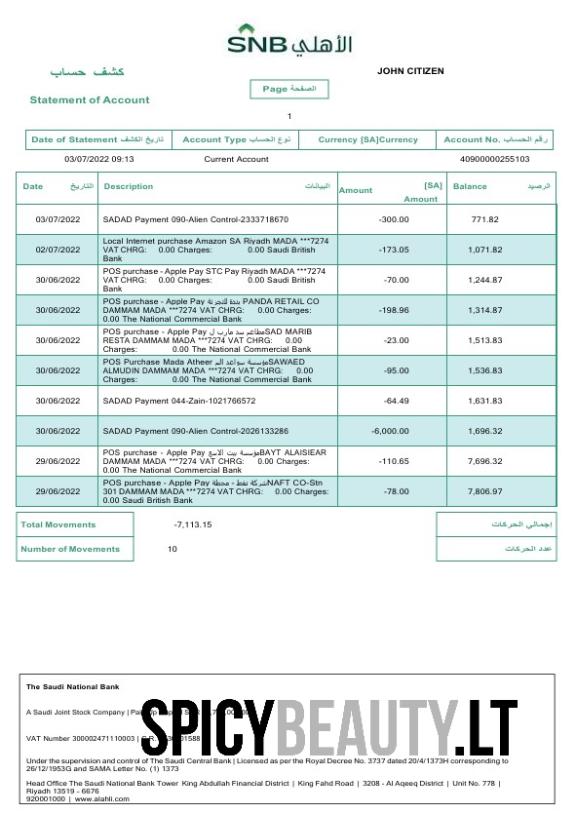 SNB الأهلي
كشف حساب
JOHN CITIZEN
Page الصفحة
Statement of Account
1
Date of Statement تاريخ الكشف
Account Type نوع الحساب
Currency [SA]Currency
Account No. رقم الحساب
03/07/2022 09:13
Current Account
40900000255103
Date التاريخ
Description البيانات
Amount [SA] Amount
Balance الرصيد
03/07/2022 SADAD Payment 090-Alien Control-2333718670 -300.00 771.82
02/07/2022 Local Internet purchase Amazon SA Riyadh MADA ***7274
VAT CHRG: 0.00 Charges: 0.00 Saudi British
Bank
-173.05 1,071.82
30/06/2022 POS purchase - Apple Pay STC Pay Riyadh MADA ***7274
VAT CHRG: 0.00 Charges: 0.00 Saudi British
Bank
-70.00 1,244.87
30/06/2022 POS purchase - Apple Pay PANDA RETAIL CO
DAMMAM MADA ***7274 VAT CHRG: 0.00 Charges:
0.00 The National Commercial Bank
-198.96 1,314.87
30/06/2022 POS purchase - Apple Pay مطاعم سد مارب ل SAD MARIB
RESTA DAMMAM MADA ***7274 VAT CHRG: 0.00
Charges: 0.00 The National Commercial Bank
-23.00 1,513.83
30/06/2022 POS Purchase Mada Atheer مؤسسة سواعد الم SAWAED
ALMUDIN DAMMAM MADA ***7274 VAT CHRG: 0.00
Charges: 0.00 The National Commercial Bank
-95.00 1,536.83
30/06/2022 SADAD Payment 044-Zain-1021766572 -64.49 1,631.83
30/06/2022 SADAD Payment 090-Alien Control-2026133286 -6,000.00 1,696.32
29/06/2022 POS purchase - Apple Pay مؤسسة بيت الاسع BAYT ALAISIEAR
DAMMAM MADA ***7274 VAT CHRG: 0.00 Charges:
0.00 The National Commercial Bank
-110.65 7,696.32
29/06/2022 POS purchase - Apple Pay شركة نفط - محطة NAFT CO-Stn
301 DAMMAM MADA ***7274 VAT CHRG: 0.00 Charges:
0.00 Saudi British Bank
-78.00 7,806.97
Total Movements -7,113.15 إجمالي الحركات
Number of Movements 10 عدد الحركات
The Saudi National Bank
A Saudi Joint Stock Company |
VAT Number 300002471110003 |
SPICYBEAUTY.LT
Under the supervision and control of The Saudi Central Bank | Licensed as per the Royal Decree No. 3737 dated 20/4/1373H corresponding to
26/12/1953G and SAMA Letter No. (1) 1373
Head Office The Saudi National Bank Tower King Abdullah Financial District | King Fahd Road | 3208 - Al Aqeeq District | Unit No. 778 |
Riyadh 13519 - 6676
920001000 | www.alahli.com